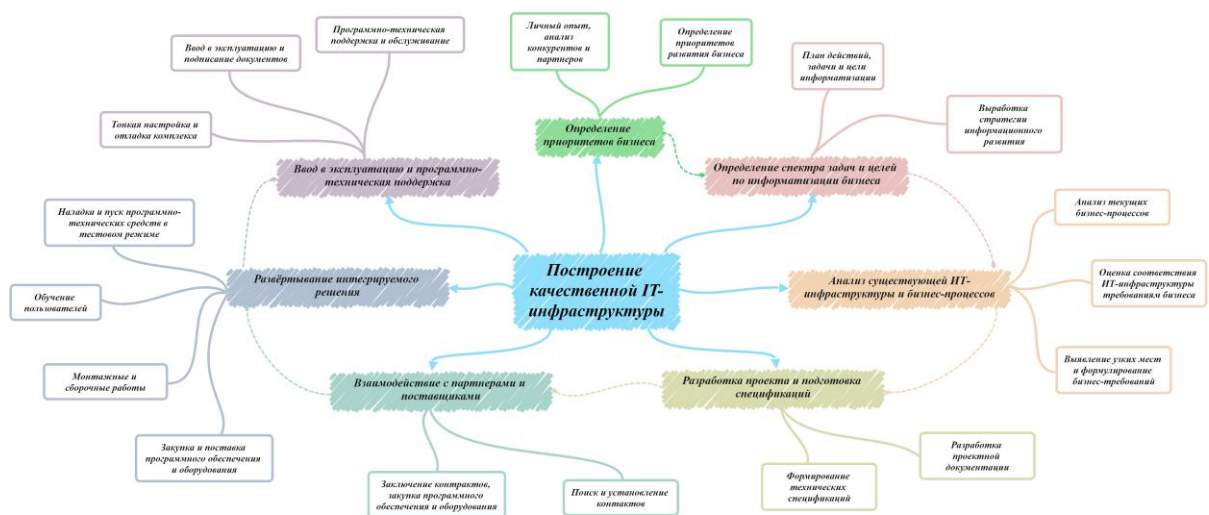 Программно-техническая
поддержка и обслуживание
Ввод в эксплуатацию и
подписание документов
Тонкая настройка и
отладка комплекса
Ввод в эксплуатацию и программно-
техническая поддержка
Личный опыт,
анализ
конкурентов и
партнеров
Определение
приоритетов
развития бизнеса
Определение
приоритетов бизнеса
План действий,
задачи и цели
информатизации
Выработка
стратегии
информационного
развития
Определение спектра задач и целей
по информатизации бизнеса
Наладка и пуск программно-
технических средств в
тестовом режиме
Обучение
пользователей
Монтажные и
сборочные работы
Закупка и поставка
программного обеспечения
и оборудования
Развёртывание интегрируемого
решения
Построение
качественной IT-
инфраструктуры
Анализ существующей ИТ-
инфраструктуры и бизнес-процессов
Анализ текущих
бизнес-процессов
Оценка соответствия
ИТ-инфраструктуры
требованиям бизнеса
Выявление узких мест
и формулирование
бизнес-требований
Взаимодействие с партнерами и
поставщиками
Заключение контрактов,
закупка программного
обеспечения и оборудования
Поиск и установление
контактов
Разработка проекта и подготовка
спецификаций
Формирование
технических
спецификаций
Разработка
проектной
документации